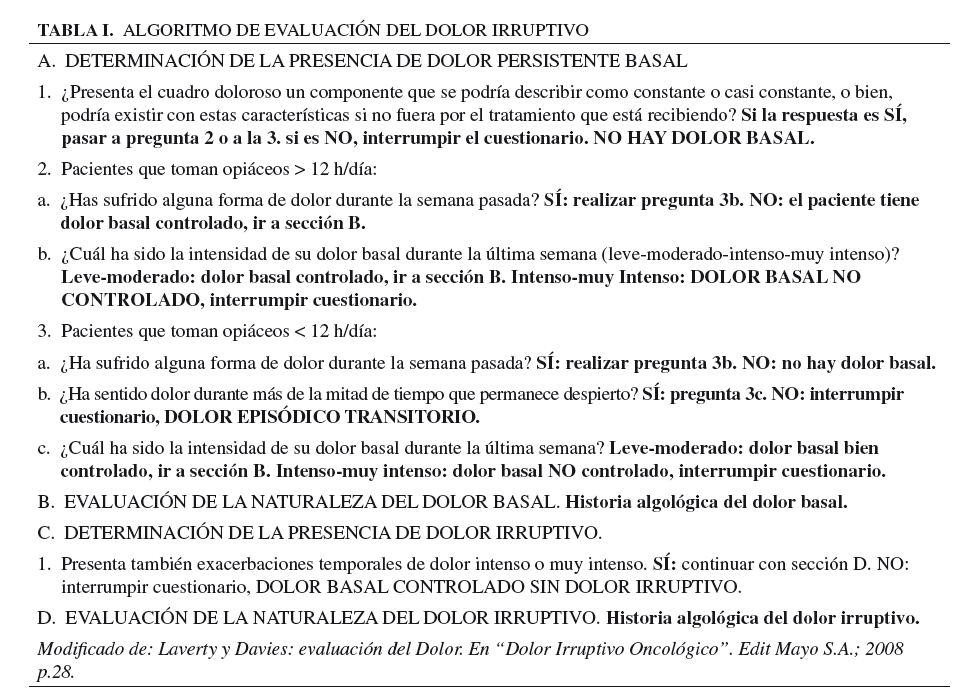 TABLA I. ALGORITMO DE EVALUACIÓN DEL DOLOR IRRUPTIVO
A. DETERMINACIÓN DE LA PRESENCIA DE DOLOR PERSISTENTE BASAL
1. ¿Presenta el cuadro doloroso un componente que se podría describir como constante o casi constante, o bien,
podría existir con estas características si no fuera por el tratamiento que está recibiendo? Si la respuesta es SÍ,
pasar a pregunta 2 o a la 3. si es NO, interrumpir el cuestionario. NO HAY DOLOR BASAL.
2. Pacientes que toman opiáceos > 12 h/día:
a. ¿Has sufrido alguna forma de dolor durante la semana pasada? SÍ: realizar pregunta 3b. NO: el paciente tiene
dolor basal controlado, ir a sección B.
b. ¿Cuál ha sido la intensidad de su dolor basal durante la última semana (leve-moderado-intenso-muy intenso)?
Leve-moderado: dolor basal controlado, ir a sección B. Intenso-muy Intenso: DOLOR BASAL NO
CONTROLADO, interrumpir cuestionario.
3. Pacientes que toman opiáceos < 12 h/día:
a. ¿Ha sufrido alguna forma de dolor durante la semana pasada? SÍ: realizar pregunta 3b. NO: no hay dolor basal.
b. ¿Ha sentido dolor durante más de la mitad de tiempo que permanece despierto? SÍ: pregunta 3c. NO: interrumpir
cuestionario, DOLOR EPISÓDICO TRANSITORIO.
c. ¿Cuál ha sido la intensidad de su dolor basal durante la última semana? Leve-moderado: dolor basal bien
controlado, ir a sección B. Intenso-muy intenso: dolor basal NO controlado, interrumpir cuestionario.
B. EVALUACIÓN DE LA NATURALEZA DEL DOLOR BASAL. Historia algológica del dolor basal.
C. DETERMINACIÓN DE LA PRESENCIA DE DOLOR IRRUPTIVO.
1. Presenta también exacerbaciones temporales de dolor intenso o muy intenso. SÍ: continuar con sección D. NO:
interrumpir cuestionario, DOLOR BASAL CONTROLADO SIN DOLOR IRRUPTIVO.
D. EVALUACIÓN DE LA NATURALEZA DEL DOLOR IRRUPTIVO. Historia algológica del dolor irruptivo.
Modificado de: Laverty y Davies: evaluación del Dolor. En “Dolor Irruptivo Oncológico”. Edit Mayo S.A.; 2008
p.28.